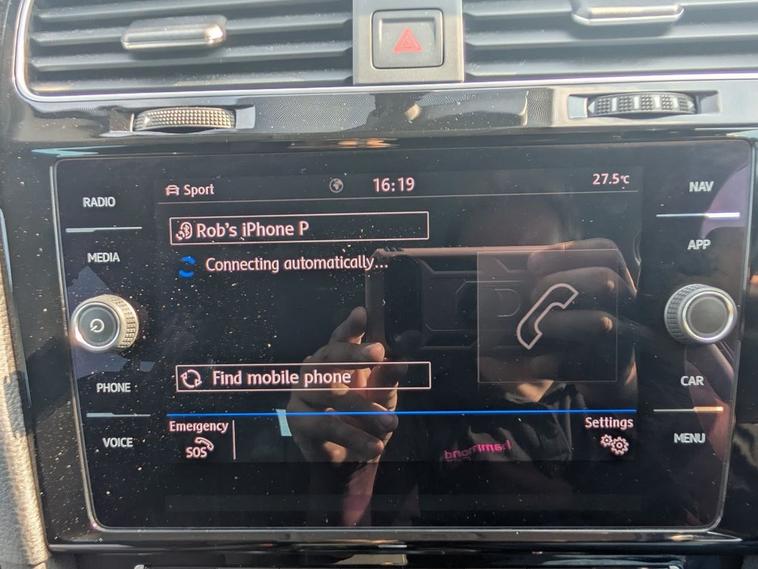 RADIO
MEDIA
PHONE
VOICE
Sport
16:19
27.5°C
Rob's iPhone P
Connecting automatically...
Find mobile phone
Emergency
SOS
Settings
NAV
APP
CAR
MENU